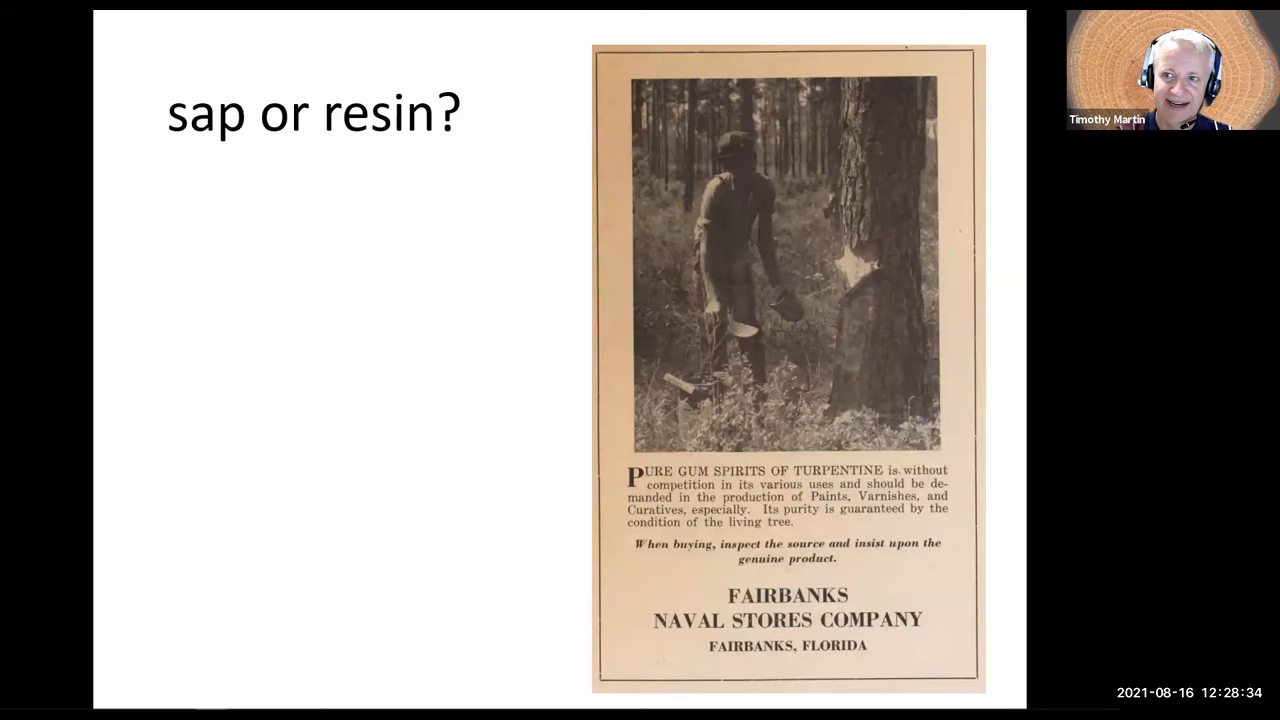 sap or resin?
PURE GUM SPIRITS OF TURPENTINE is without
competition in its various uses and should be de-
manded in the production of Paints, Varnishes, and
Curatives, especially. Its purity is guaranteed by the
condition of the living tree.
When buying, inspect the source and insist upon the
genuine product.
FAIRBANKS
NAVAL STORES COMPANY
FAIRBANKS, FLORIDA
Timothy Martin
2021-08-16 12:28:34